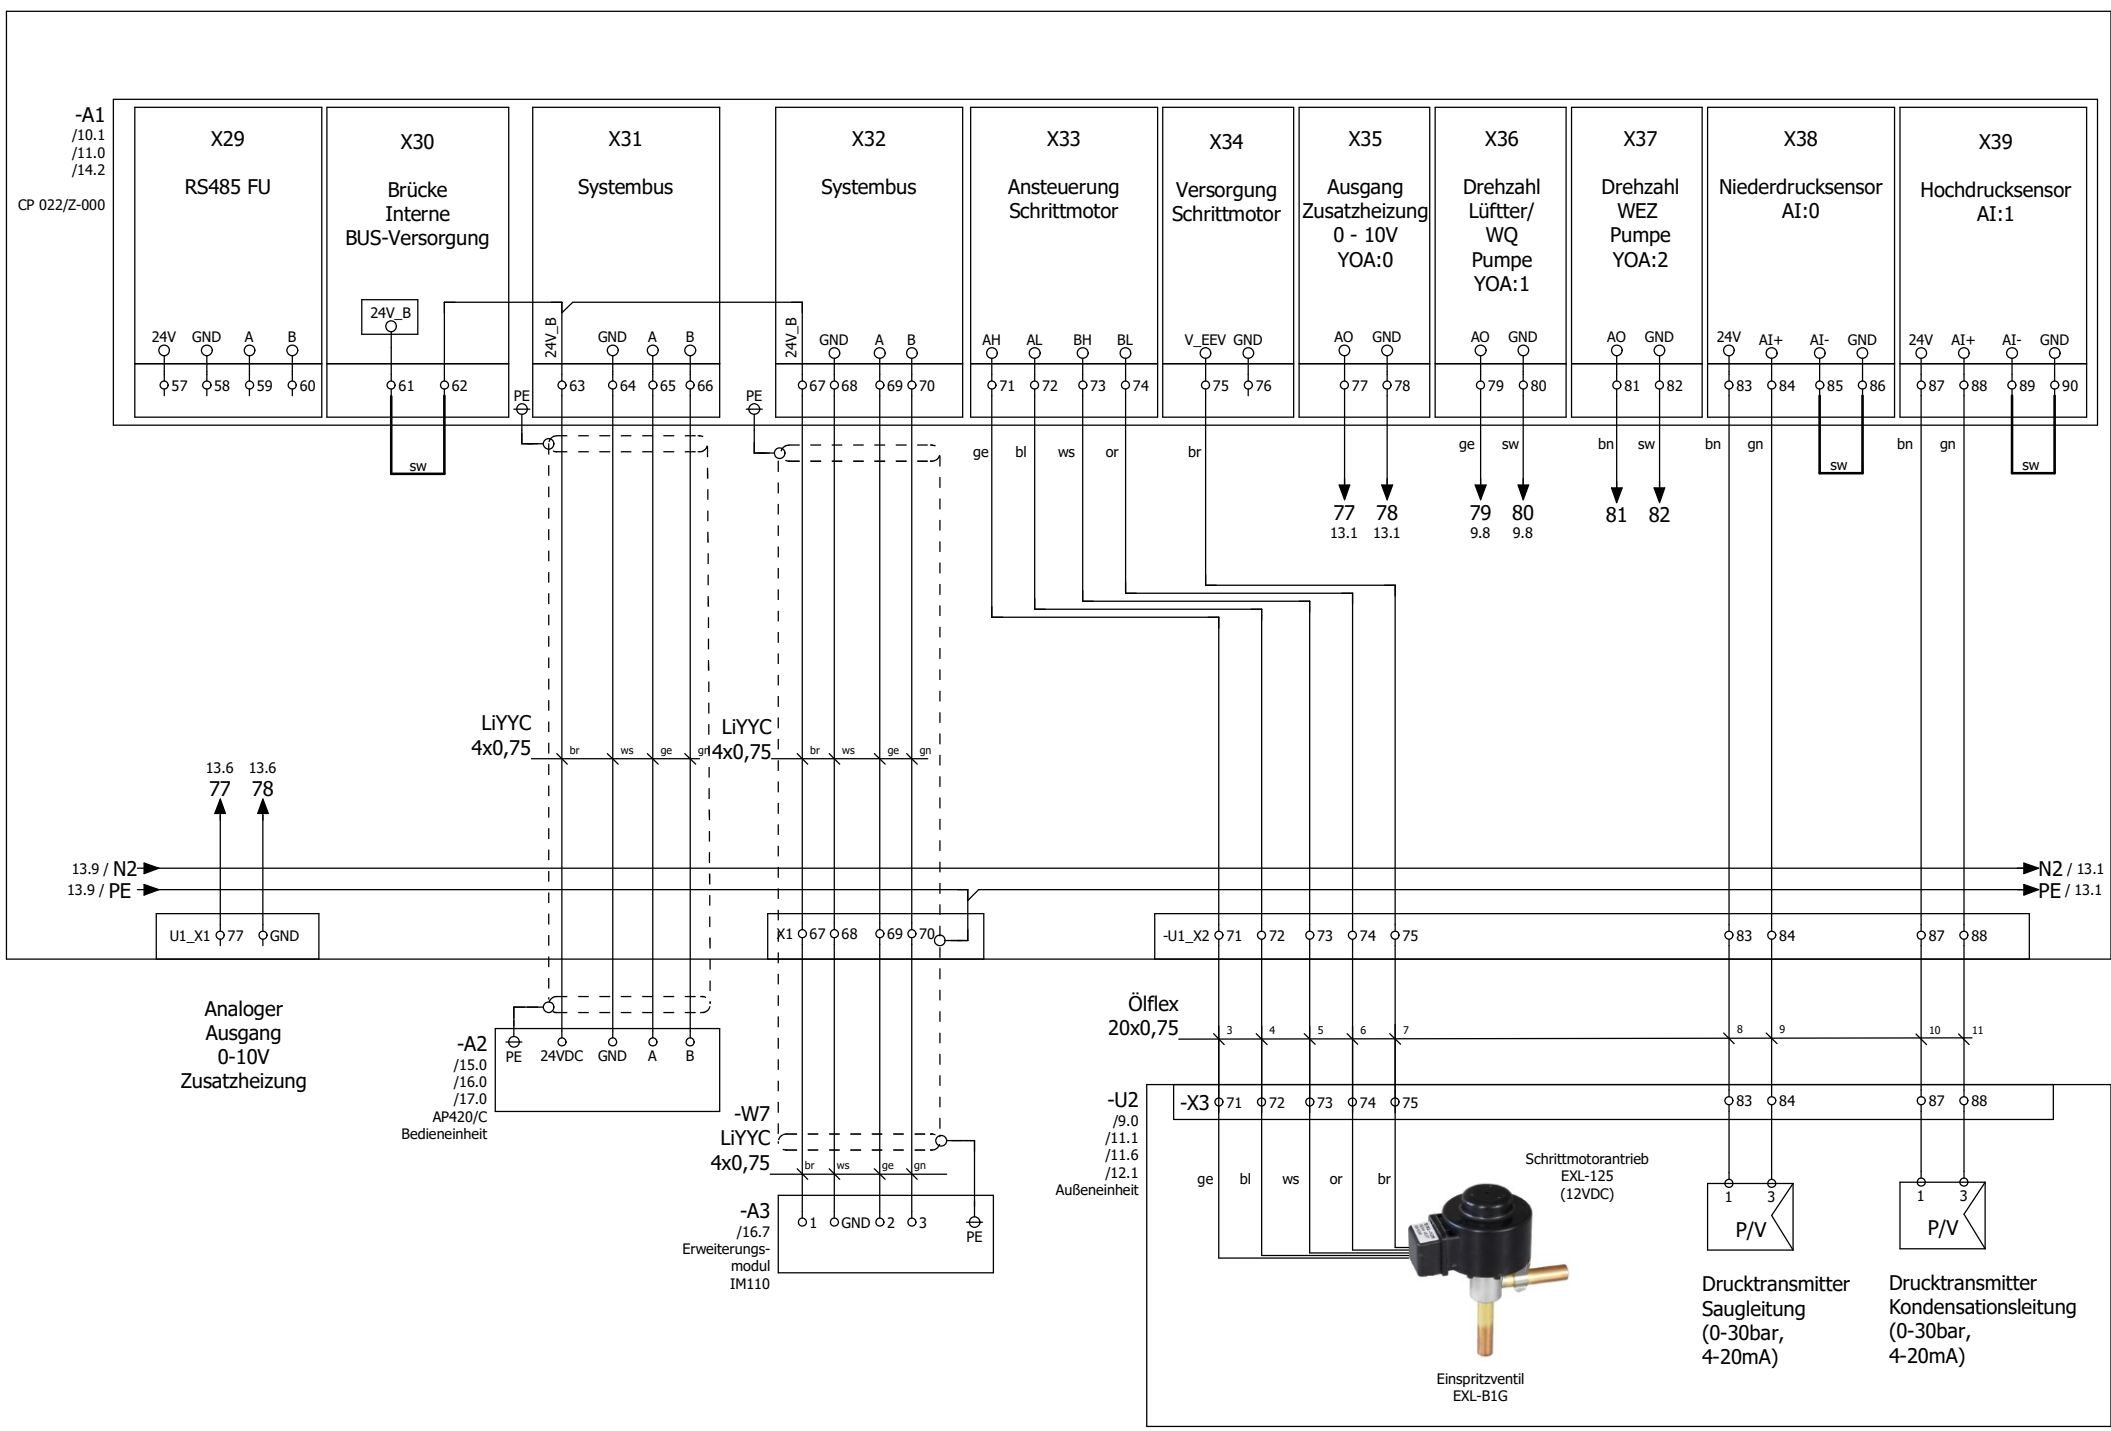 -A1
/10.1
/11.0
/14.2
CP 022/Z-000
X29
RS485 FU
24V GND A B
57 58 59 60
X30
Brücke
Interne
BUS-Versorgung
24V_B
61 62
sw
X31
Systembus
24V_B GND A B
63 64 65 66
PE
X32
Systembus
24V_B GND A B
67 68 69 70
PE
X33
Ansteuerung
Schrittmotor
AH AL BH BL
71 72 73 74
ge bl ws or
X34
Versorgung
Schrittmotor
V_EEV GND
75 76
br
X35
Ausgang
Zusatzheizung
0 - 10V
YOA:0
AO GND
77 78
77 78
13.1 13.1
X36
Drehzahl
Lüftter/
WQ
Pumpe
YOA:1
AO GND
79 80
ge sw
79 80
9.8 9.8
X37
Drehzahl
WEZ
Pumpe
YOA:2
AO GND
81 82
bn sw
81 82
X38
Niederdrucksensor
AI:0
24V AI+ AI- GND
83 84 85 86
bn gn
sw
X39
Hochdrucksensor
AI:1
24V AI+ AI- GND
87 88 89 90
bn gn
sw
LiYYC
4x0,75
br ws ge gn
LiYYC
4x0,75
br ws ge gn
13.6 13.6
77 78
13.9 / N2
13.9 / PE
N2 / 13.1
PE / 13.1
U1_X1 77 GND
X1 67 68 69 70
-U1_X2 71 72 73 74 75 83 84 87 88
Analoger
Ausgang
0-10V
Zusatzheizung
Ölflex
20x0,75
3 4 5 6 7 8 9 10 11
-A2
/15.0
/16.0
/17.0
AP420/C
Bedieneinheit
PE 24VDC GND A B
-W7
LiYYC
4x0,75
br ws ge gn
-A3
/16.7
Erweiterungs-
modul
IM110
1 GND 2 3
PE
-U2
/9.0
/11.1
/11.6
/12.1
Außeneinheit
-X3 71 72 73 74 75 83 84 87 88
ge bl ws or br
Schrittmotorantrieb
EXL-125
(12VDC)
Einspritzventil
EXL-B1G
1 3
P/V
Drucktransmitter
Saugleitung
(0-30bar,
4-20mA)
1 3
P/V
Drucktransmitter
Kondensationsleitung
(0-30bar,
4-20mA)